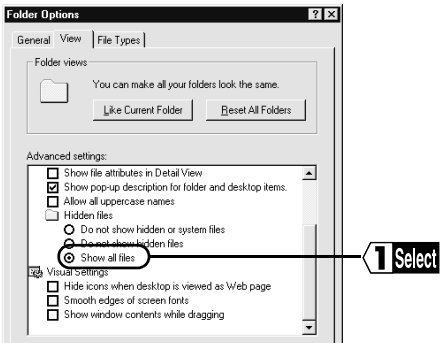 Folder Options
General View File Types
Folder views
You can make all your folders look the same.
Like Current Folder Reset All Folders
Advanced settings:
Show file attributes in Detail View
Show pop-up description for folder and desktop items.
Allow all uppercase names
Hidden files
Do not show hidden or system files
Do not show hidden files
Show all files
1 Select
Visual Settings
Hide icons when desktop is viewed as Web page
Smooth edges of screen fonts
Show window contents while dragging